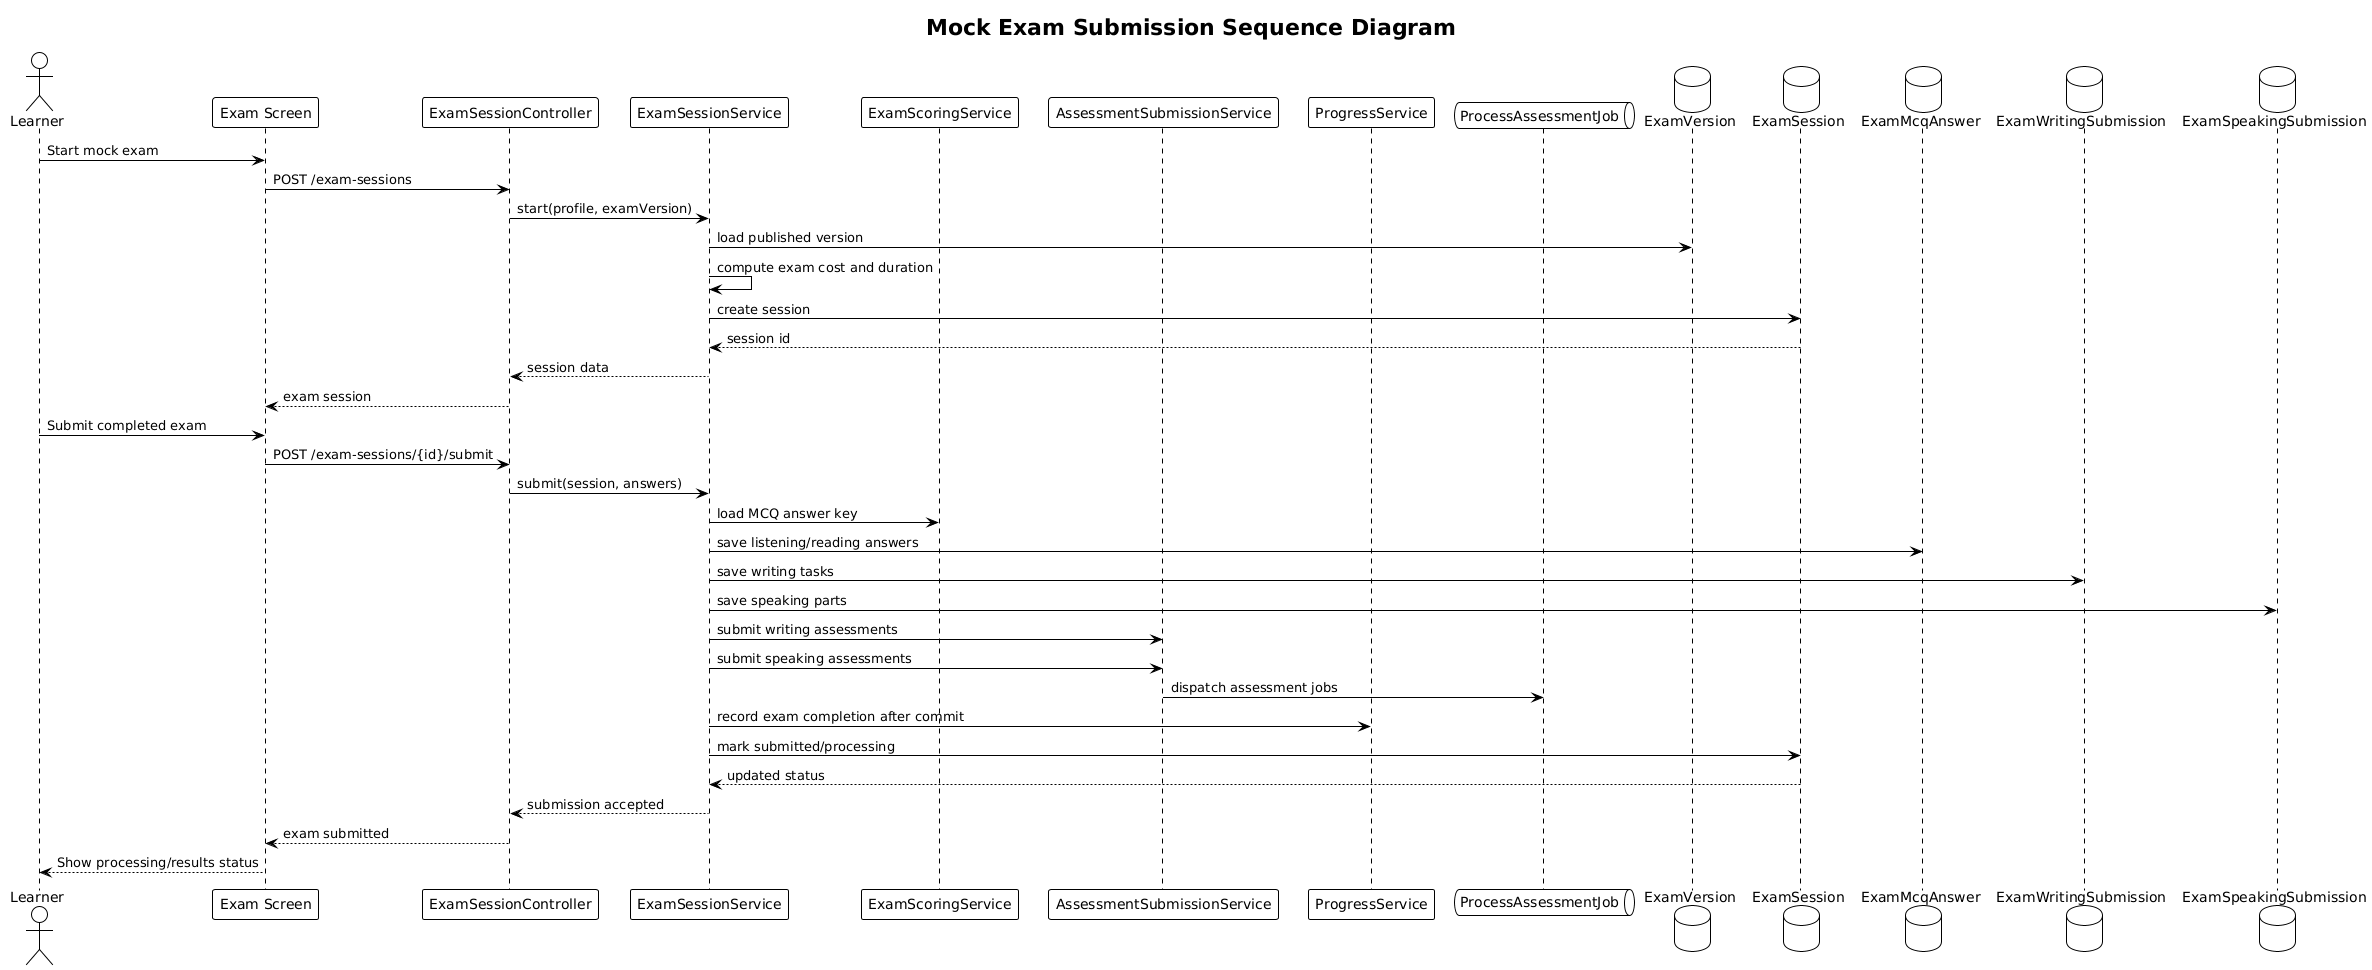 Mock Exam Submission Sequence Diagram
Learner
Exam Screen
ExamSessionController
ExamSessionService
ExamScoringService
AssessmentSubmissionService
ProgressService
ProcessAssessmentJob
ExamVersion
ExamSession
ExamMcqAnswer
ExamWritingSubmission
ExamSpeakingSubmission
Start mock exam
POST /exam-sessions
start(profile, examVersion)
load published version
compute exam cost and duration
create session
session id
session data
exam session
Submit completed exam
POST /exam-sessions/{id}/submit
submit(session, answers)
load MCQ answer key
save listening/reading answers
save writing tasks
save speaking parts
submit writing assessments
submit speaking assessments
dispatch assessment jobs
record exam completion after commit
mark submitted/processing
updated status
submission accepted
exam submitted
Show processing/results status
Learner
Exam Screen
ExamSessionController
ExamSessionService
ExamScoringService
AssessmentSubmissionService
ProgressService
ProcessAssessmentJob
ExamVersion
ExamSession
ExamMcqAnswer
ExamWritingSubmission
ExamSpeakingSubmission